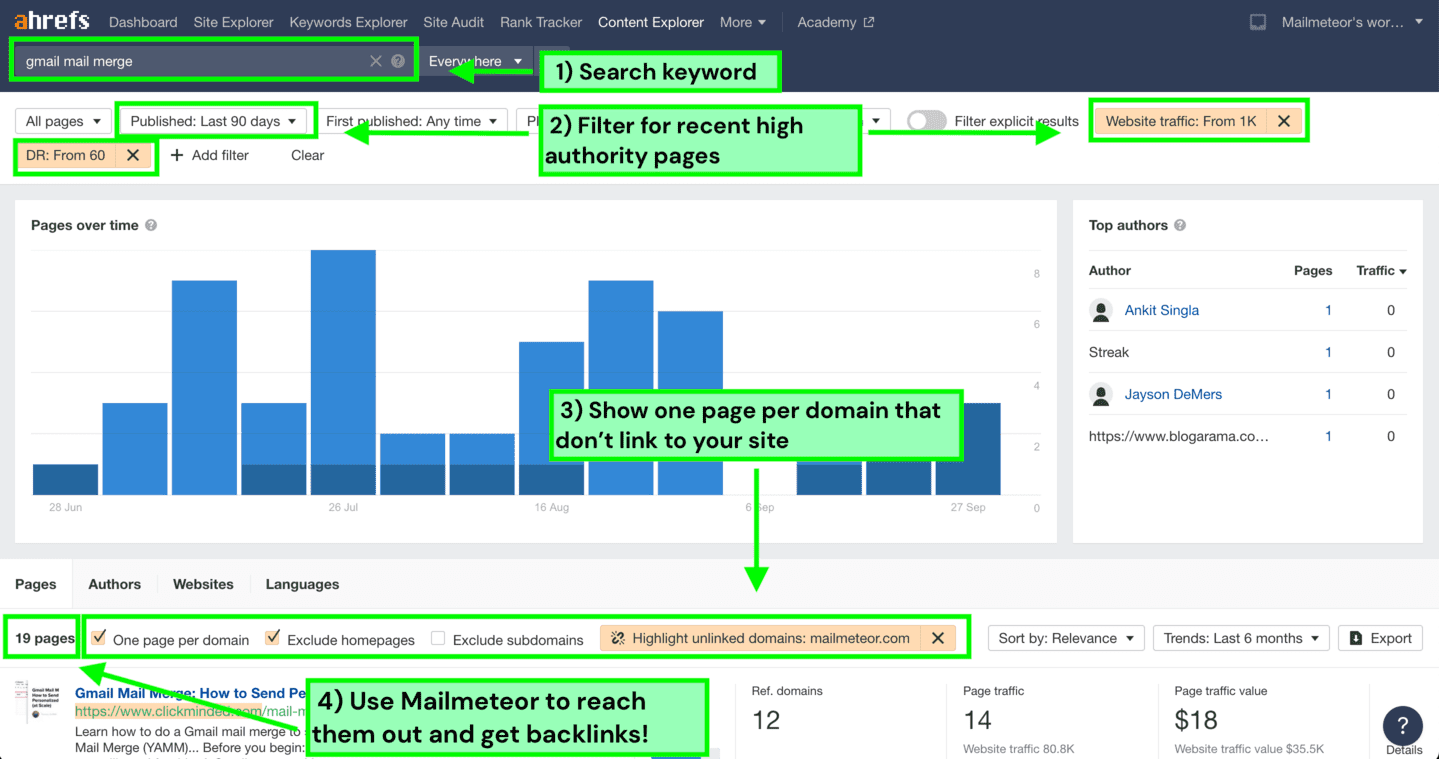 ahrefs Dashboard Site Explorer Keywords Explorer Site Audit Rank Tracker Content Explorer More Academy Mailmeteor's wor...
gmail mail merge Everywhere
1) Search keyword
All pages Published: Last 90 days First published: Any time Filter explicit results Website traffic: From 1K
2) Filter for recent high
authority pages
DR: From 60 Add filter Clear
Pages over time
8
6
4
2
0
28 Jun 26 Jul 16 Aug 6 Sep 27 Sep
Top authors
Author Pages Traffic
Ankit Singla 1 0
Streak 1 0
Jayson DeMers 1 0
https://www.blogarama.co... 1 0
3) Show one page per domain that
don't link to your site
Pages Authors Websites Languages
19 pages One page per domain Exclude homepages Exclude subdomains Highlight unlinked domains: mailmeteor.com Sort by: Relevance Trends: Last 6 months Export
Gmail Mail Merge: How to Send Pe
https://www.clickminded.com/mail-m
Learn how to do a Gmail mail merge to
Mail Merge (YAMM)... Before you begin:
4) Use Mailmeteor to reach
them out and get backlinks!
Ref. domains
12
Page traffic
14
Website traffic 80.8K
Page traffic value
$18
Website traffic value $35.5K
?
Details